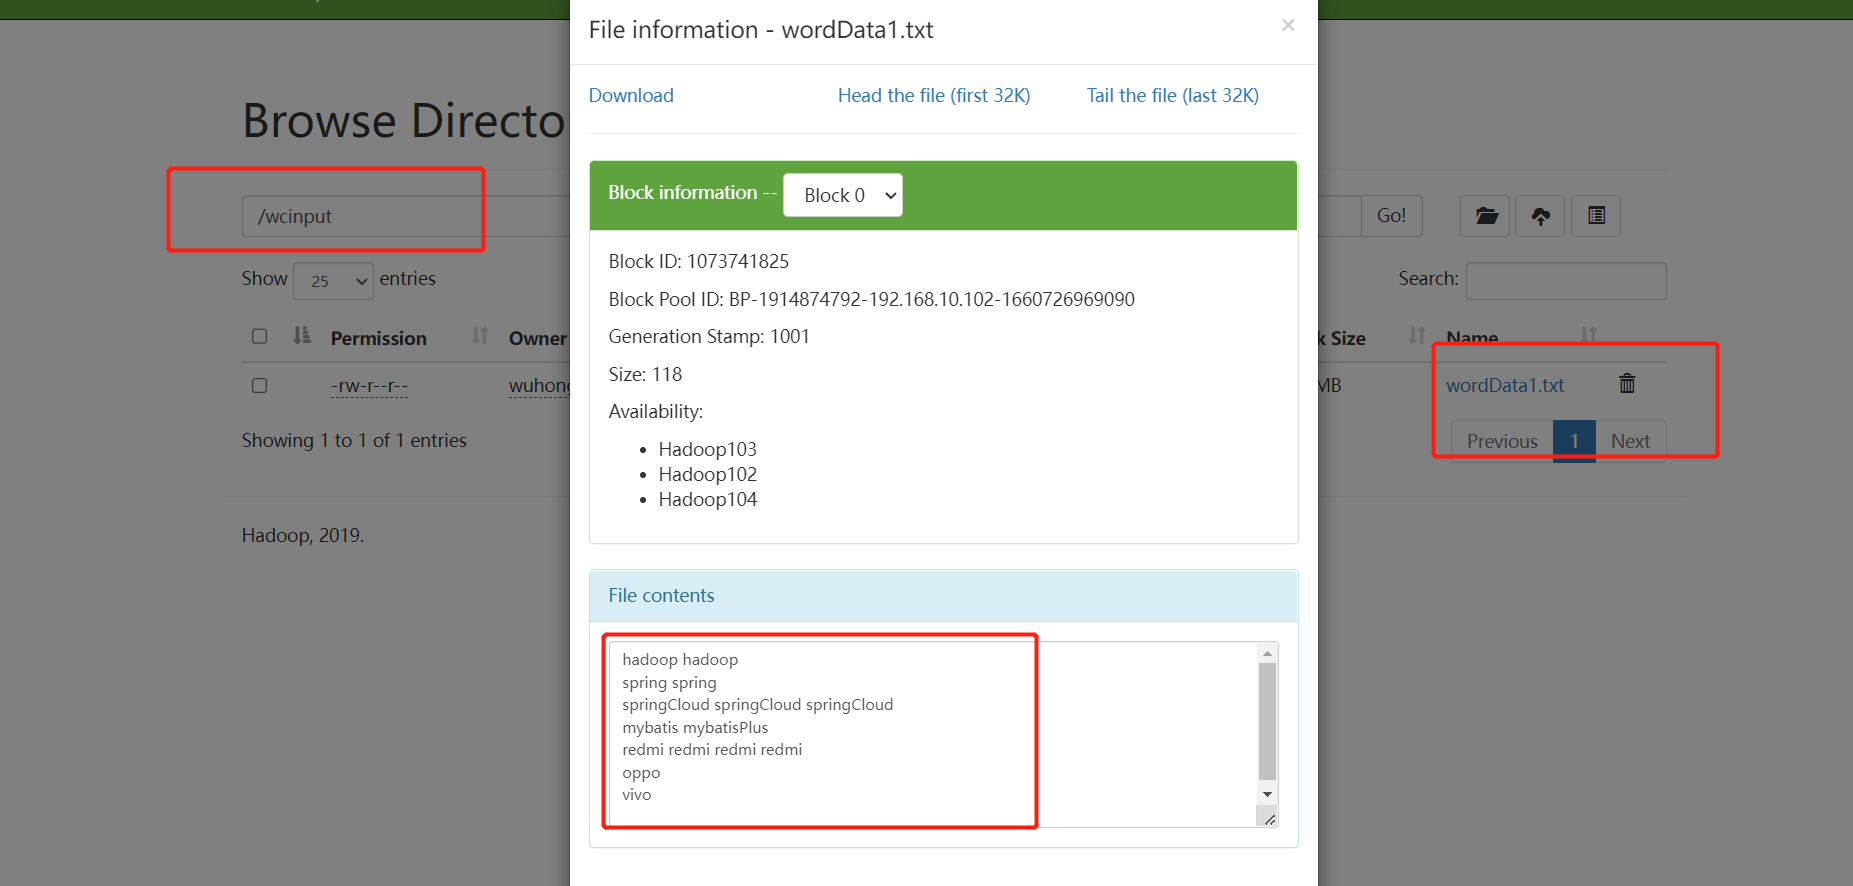 File information - wordData1.txt
×
Download
Head the file (first 32K)
Tail the file (last 32K)
Browse Directo
Block information --
Block 0
/wcinput
Go!
Block ID: 1073741825
Show 25 entries
Search:
Block Pool ID: BP-1914874792-192.168.10.102-1660726969090
Permission
Owner
Generation Stamp: 1001
k Size
Name
Size: 118
-rw-r--r--
wuhong
MB
wordData1.txt
Availability:
Showing 1 to 1 of 1 entries
Previous
1
Next
Hadoop103
Hadoop102
Hadoop104
Hadoop, 2019.
File contents
hadoop hadoop
spring spring
springCloud springCloud springCloud
mybatis mybatisPlus
redmi redmi redmi redmi
oppo
vivo